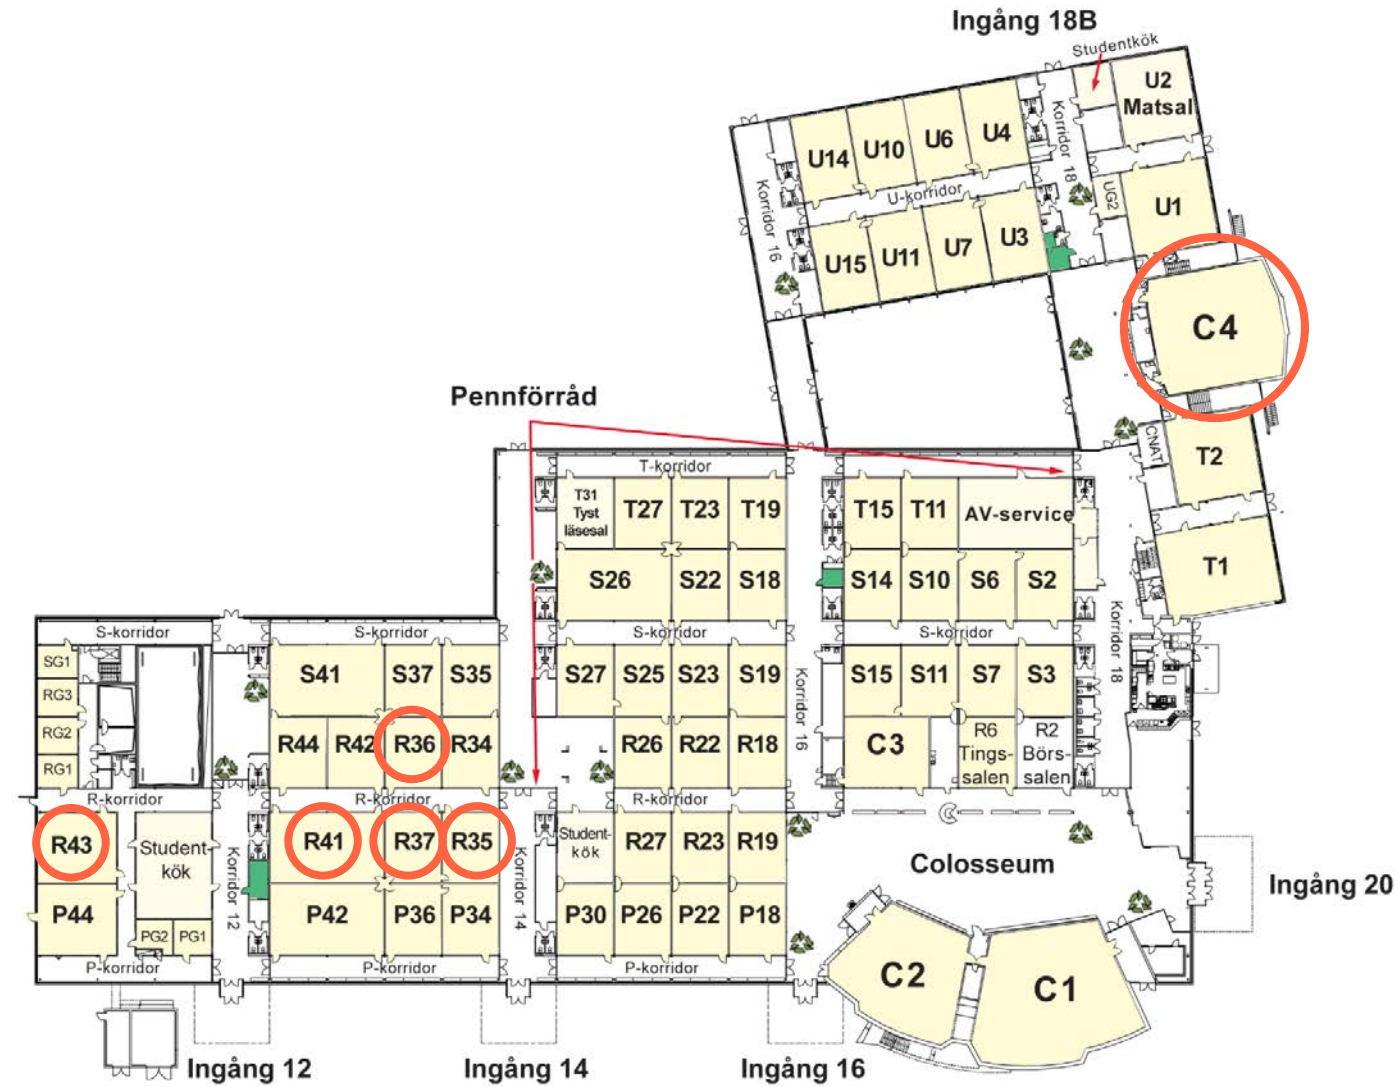 Ingång 18B
Studentkök
U2
Matsal
U14
U10
U6
U4
Korridor 18
Korridor 16
U-korridor
UG2
U1
U15
U11
U7
U3
C4
Pennförråd
CNAT
T2
T-korridor
T31
Tyst
läsesal
T27
T23
T19
T15
T11
AV-service
T1
S26
S22
S18
S14
S10
S6
S2
S-korridor
S-korridor
S-korridor
S-korridor
Korridor 18
SG1
RG3
RG2
RG1
S41
S37
S35
S27
S25
S23
S19
Korridor 16
S15
S11
S7
S3
R44
R42
R36
R34
R26
R22
R18
C3
R6
Tings-
salen
R2
Börs-
salen
R-korridor
R-korridor
R-korridor
R43
Student-
kök
Korridor 12
R41
R37
R35
Korridor 14
Student-
kök
R27
R23
R19
Colosseum
Ingång 20
P44
PG2
PG1
P42
P36
P34
P30
P26
P22
P18
P-korridor
P-korridor
P-korridor
C2
C1
Ingång 12
Ingång 14
Ingång 16